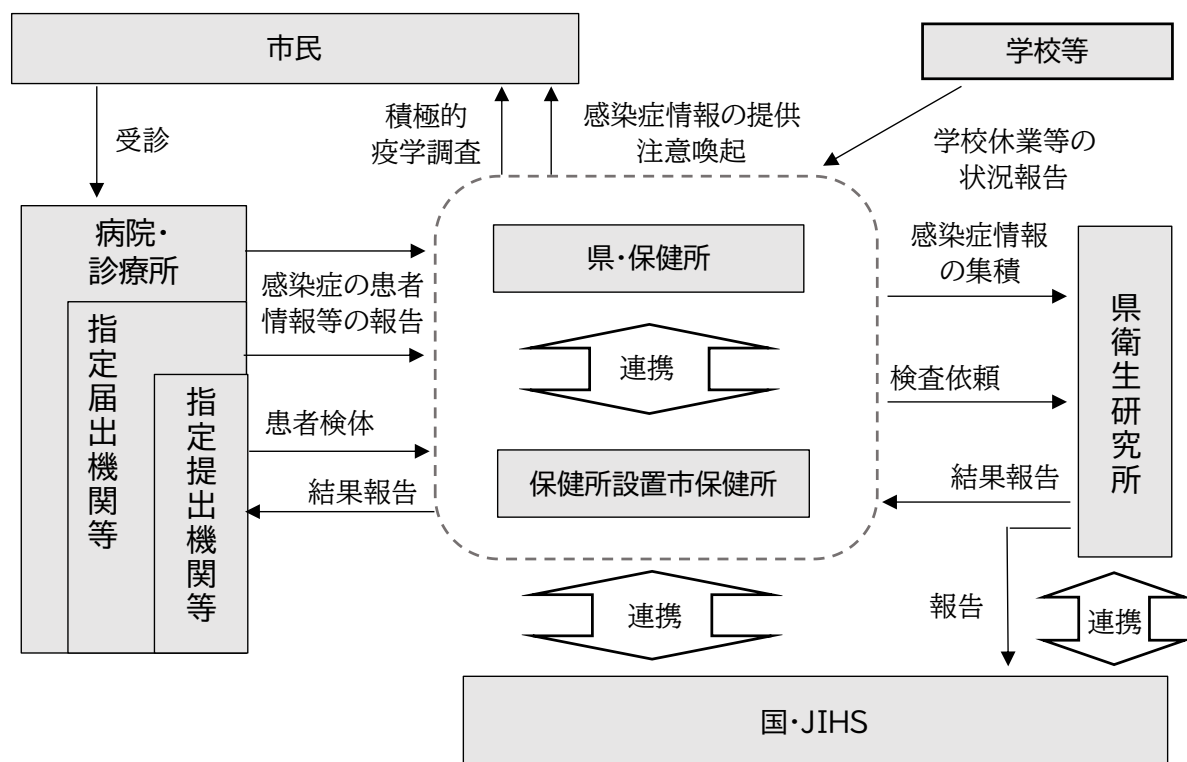 市民
学校等
受診
積極的
疫学調査
感染症情報の提供
注意喚起
学校休業等の
状況報告
病院・
診療所
感染症の患者
情報等の報告
県・保健所
感染症情報
の集積
指定届出機関等
指定提出機関等
連携
検査依頼
県衛生研究所
患者検体
保健所設置市保健所
結果報告
結果報告
連携
報告
連携
国・JIHS